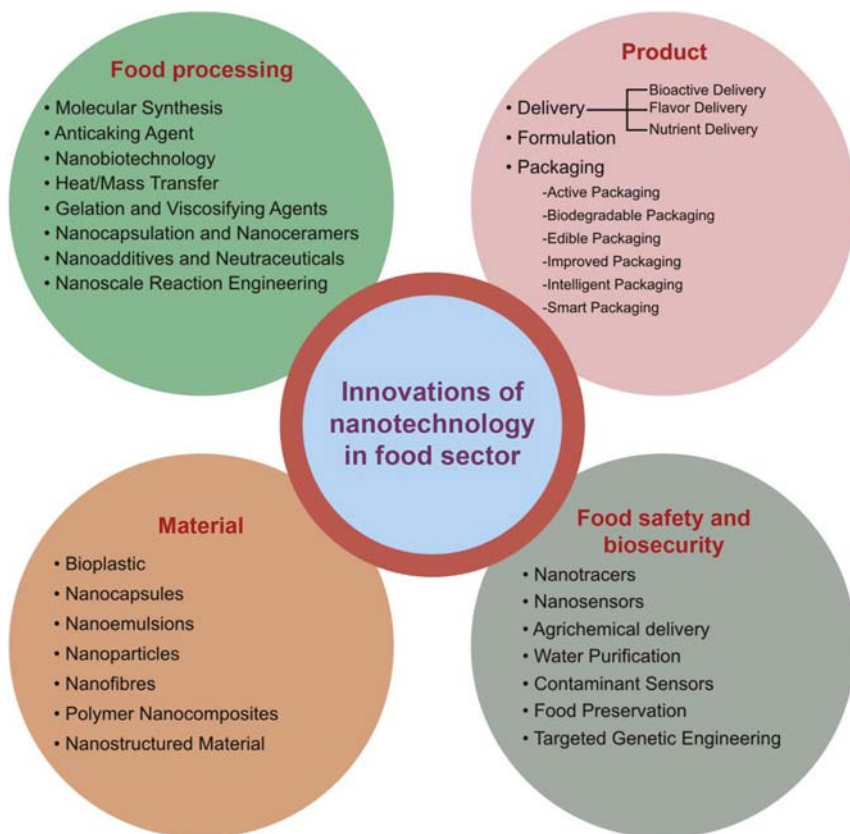 Food processing
• Molecular Synthesis
• Anticaking Agent
• Nanobiotechnology
• Heat/Mass Transfer
• Gelation and Viscosifying Agents
• Nanocapsulation and Nanoceramers
• Nanoadditives and Neutraceuticals
• Nanoscale Reaction Engineering
Product
• Delivery
Bioactive Delivery
Flavor Delivery
Nutrient Delivery
• Formulation
• Packaging
-Active Packaging
-Biodegradable Packaging
-Edible Packaging
-Improved Packaging
-Intelligent Packaging
-Smart Packaging
Innovations of
nanotechnology
in food sector
Material
• Bioplastic
• Nanocapsules
• Nanoemulsions
• Nanoparticles
• Nanofibres
• Polymer Nanocomposites
• Nanostructured Material
Food safety and
biosecurity
• Nanotracers
• Nanosensors
• Agrichemical delivery
• Water Purification
• Contaminant Sensors
• Food Preservation
• Targeted Genetic Engineering